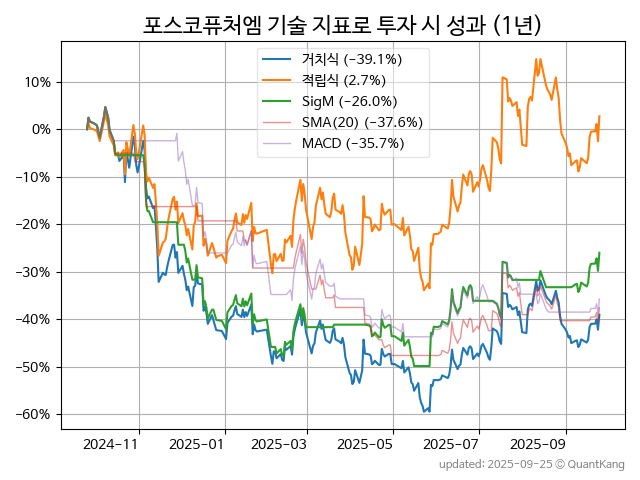 포스코퓨처엠 기술 지표로 투자 시 성과 (1년)
거치식 (−39.1%)
적립식 (2.7%)
SigM (−26.0%)
SMA(20) (−37.6%)
MACD (−35.7%)
10%
0%
−10%
−20%
−30%
−40%
−50%
−60%
2024−11 2025−01 2025−03 2025−05 2025−07 2025−09
updated: 2025−09−25 ⓒ QuantKang